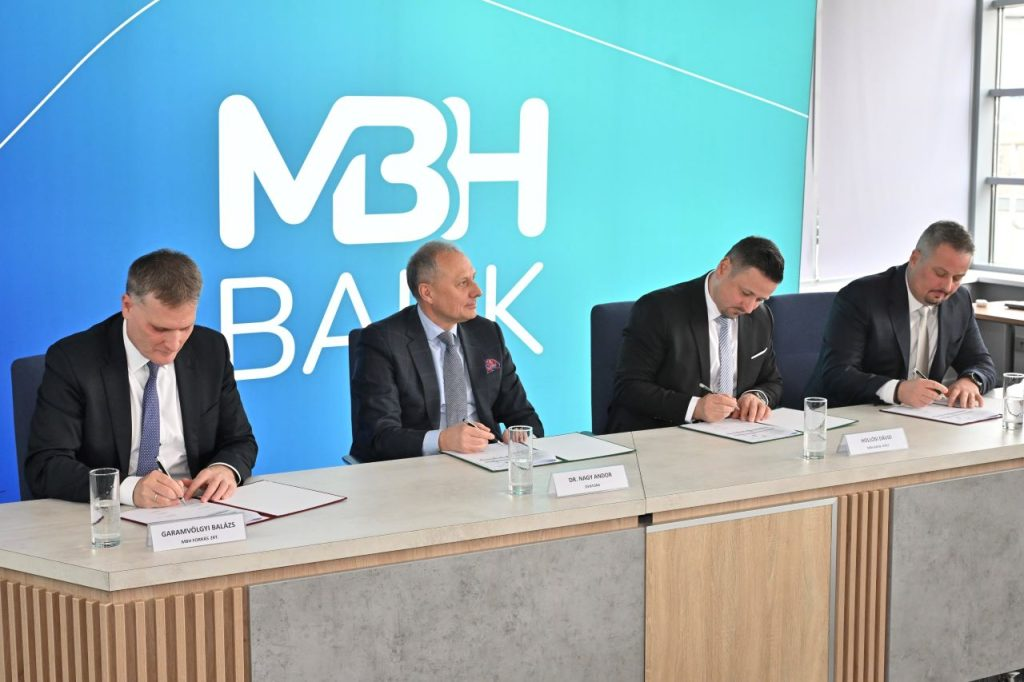 MBH
BANK
GARAMVÖLGYI BALÁZS
MBH FORRÁS ZRT.
DR. NAGY ANDOR
HOLLÓSI DÁVID